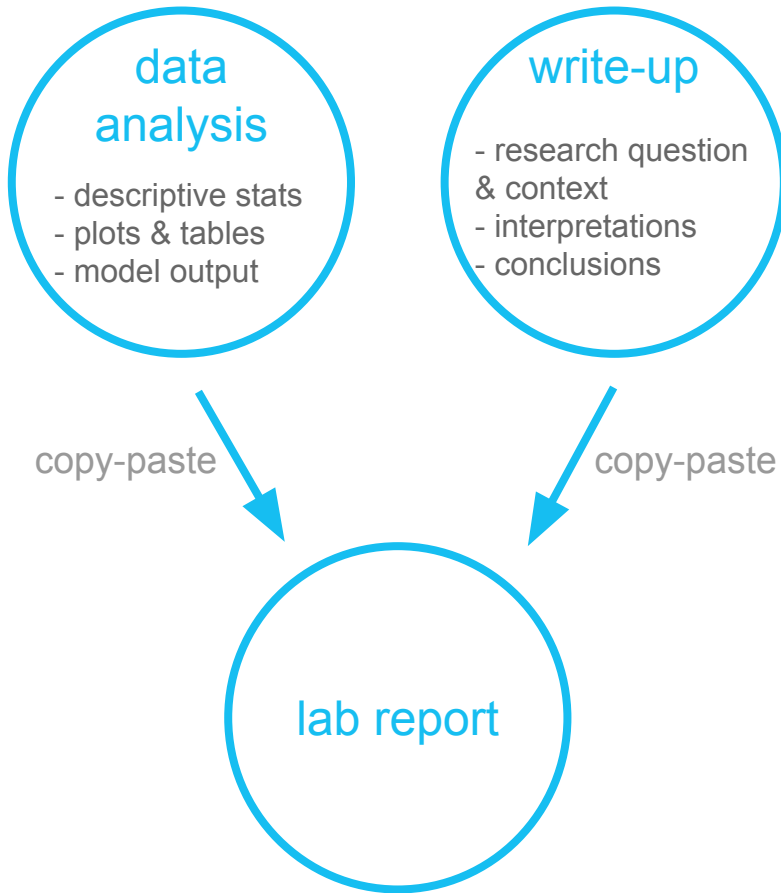 data
analysis
- descriptive stats
- plots & tables
- model output
write-up
- research question
& context
- interpretations
- conclusions
copy-paste
copy-paste
lab report